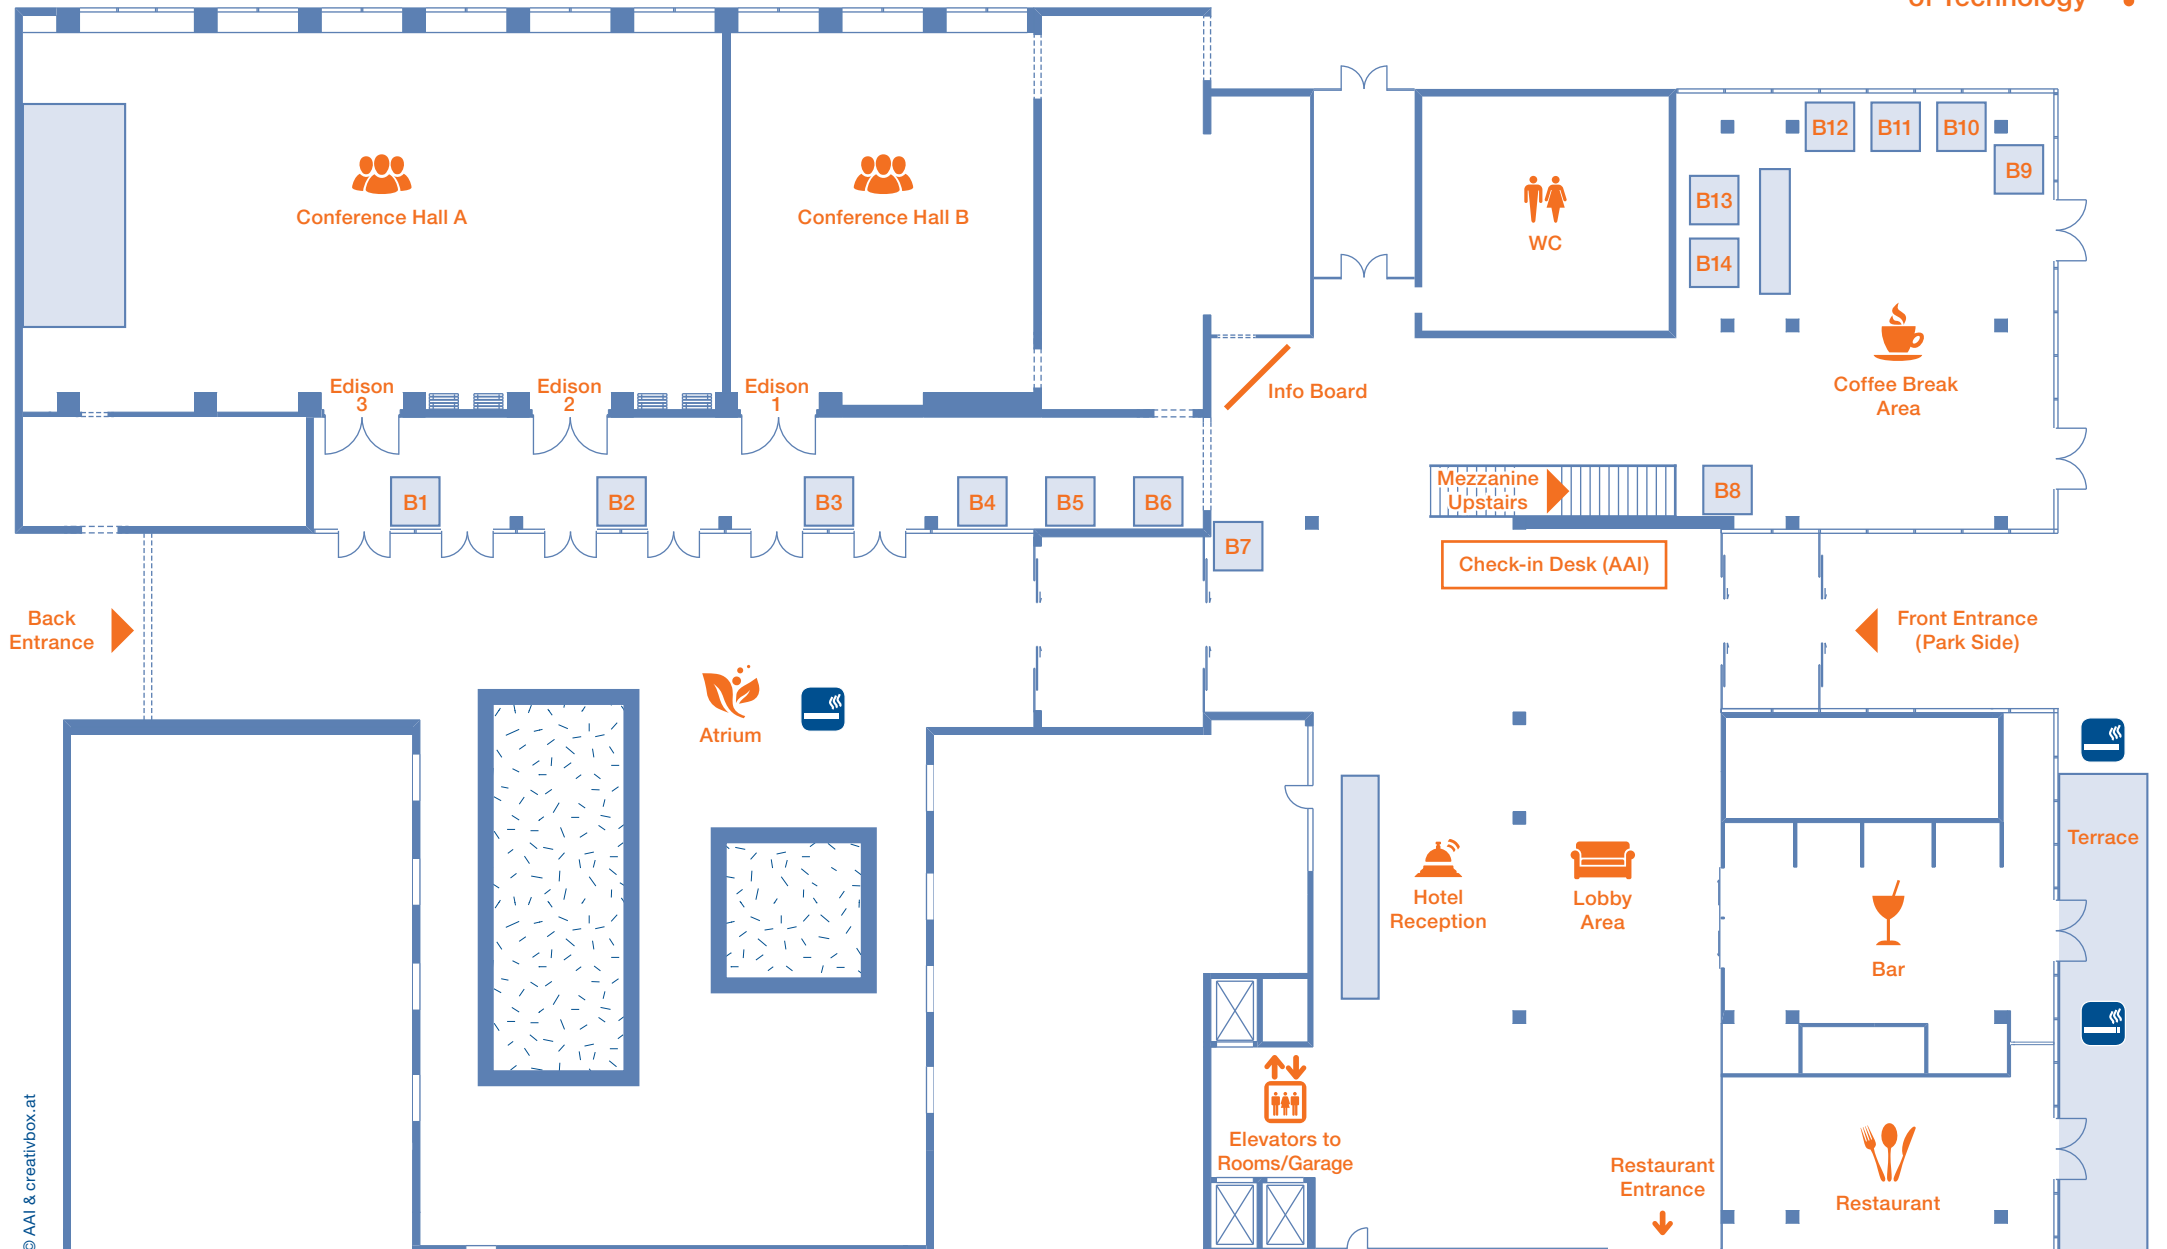 of Technology
B12
B11
B10
B9
B13
B14
Conference Hall A
Conference Hall B
WC
Edison
3
Edison
2
Edison
1
Info Board
Coffee Break
Area
B1
B2
B3
B4
B5
B6
B7
Mezzanine
Upstairs
B8
Check-in Desk (AAI)
Back
Entrance
Front Entrance
(Park Side)
Atrium
Terrace
Hotel
Reception
Lobby
Area
Bar
Elevators to
Rooms/Garage
Restaurant
Entrance
Restaurant
© AAI & creativbox.at